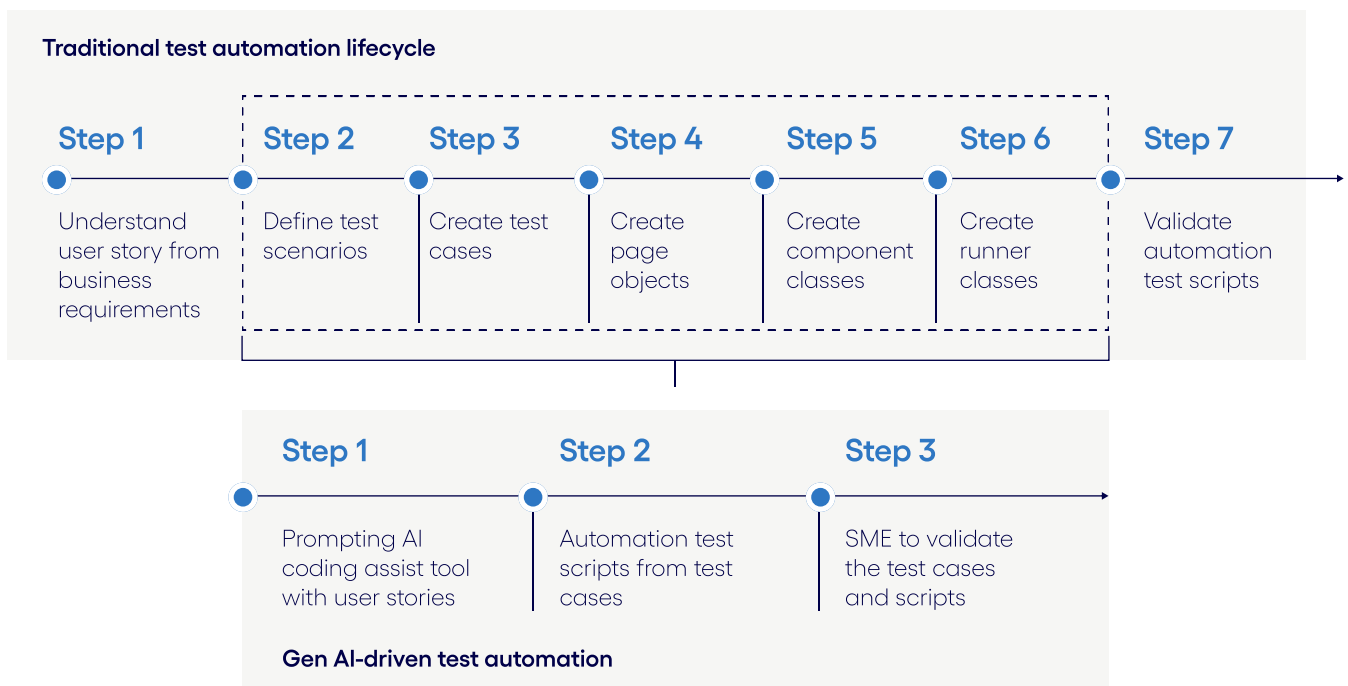 Traditional test automation lifecycle
Step 1
Understand
user story from
business
requirements
Step 2
Define test
scenarios
Step 3
Create test
cases
Step 4
Create
page
objects
Step 5
Create
component
classes
Step 6
Create
runner
classes
Step 7
Validate
automation
test scripts
Step 1
Prompting AI
coding assist tool
with user stories
Step 2
Automation test
scripts from test
cases
Step 3
SME to validate
the test cases
and scripts
Gen AI-driven test automation